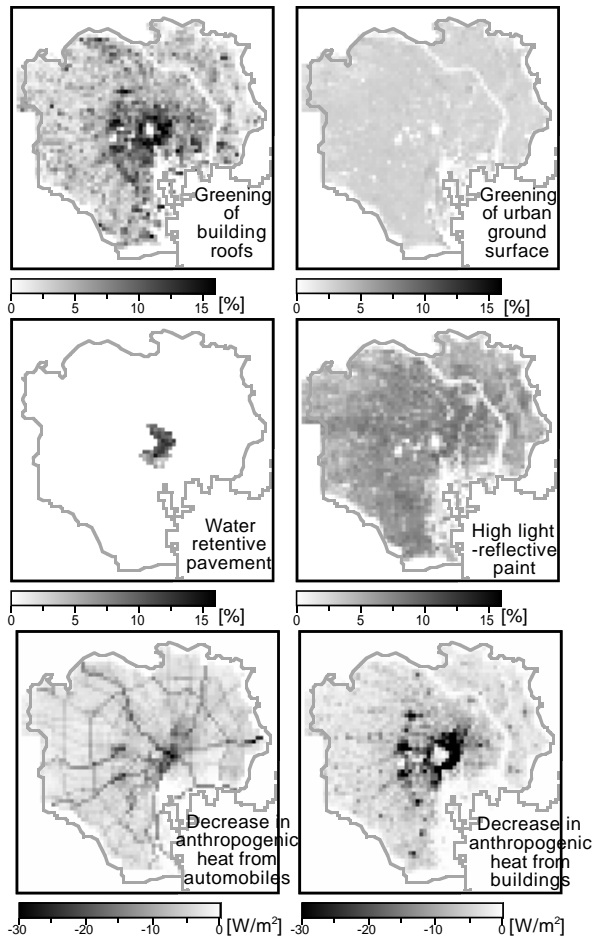 Greening
of
building
roofs
Greening
of urban
ground
surface
0 5 10 15 [%]
0 5 10 15 [%]
Water
retentive
pavement
High light
-reflective
paint
0 5 10 15 [%]
0 5 10 15 [%]
Decrease in
anthropogenic
heat from
automobiles
Decrease in
anthropogenic
heat from
buildings
-30 -20 -10 0 [W/m²]
-30 -20 -10 0 [W/m²]